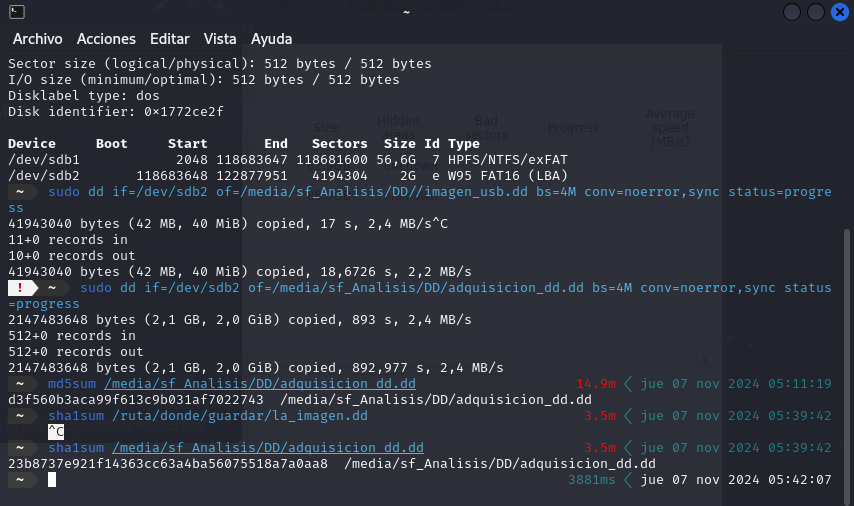 ~
Archivo Acciones Editar Vista Ayuda
Sector size (logical/physical): 512 bytes / 512 bytes
I/O size (minimum/optimal): 512 bytes / 512 bytes
Disklabel type: dos
Disk identifier: 0×1772ce2f
Size Hidden areas Bad sectors Progress Average speed [MB/s]
Device     Boot     Start       End   Sectors  Size Id Type
/dev/sdb1            2048 118683647 118681600 56,6G  7 HPFS/NTFS/exFAT
/dev/sdb2       118683648 122877951   4194304    2G  e W95 FAT16 (LBA)
~ sudo dd if=/dev/sdb2 of=/media/sf_Analisis/DD//imagen_usb.dd bs=4M conv=noerror,sync status=progre
ss
41943040 bytes (42 MB, 40 MiB) copied, 17 s, 2,4 MB/s^C
11+0 records in
10+0 records out
41943040 bytes (42 MB, 40 MiB) copied, 18,6726 s, 2,2 MB/s
! ~ sudo dd if=/dev/sdb2 of=/media/sf_Analisis/DD/adquisicion_dd.dd bs=4M conv=noerror,sync status
=progress
2147483648 bytes (2,1 GB, 2,0 GiB) copied, 893 s, 2,4 MB/s
512+0 records in
512+0 records out
2147483648 bytes (2,1 GB, 2,0 GiB) copied, 892,977 s, 2,4 MB/s
~ md5sum /media/sf_Analisis/DD/adquisicion_dd.dd 14.9m jue 07 nov 2024 05:11:19
d3f560b3aca99f613c9b031af7022743  /media/sf_Analisis/DD/adquisicion_dd.dd
~ sha1sum /ruta/donde/guardar/la_imagen.dd 3.5m jue 07 nov 2024 05:39:42
^C
~ sha1sum /media/sf_Analisis/DD/adquisicion_dd.dd 3.5m jue 07 nov 2024 05:39:42
23b8737e921f14363cc63a4ba56075518a7a0aa8  /media/sf_Analisis/DD/adquisicion_dd.dd
~ 3881ms jue 07 nov 2024 05:42:07